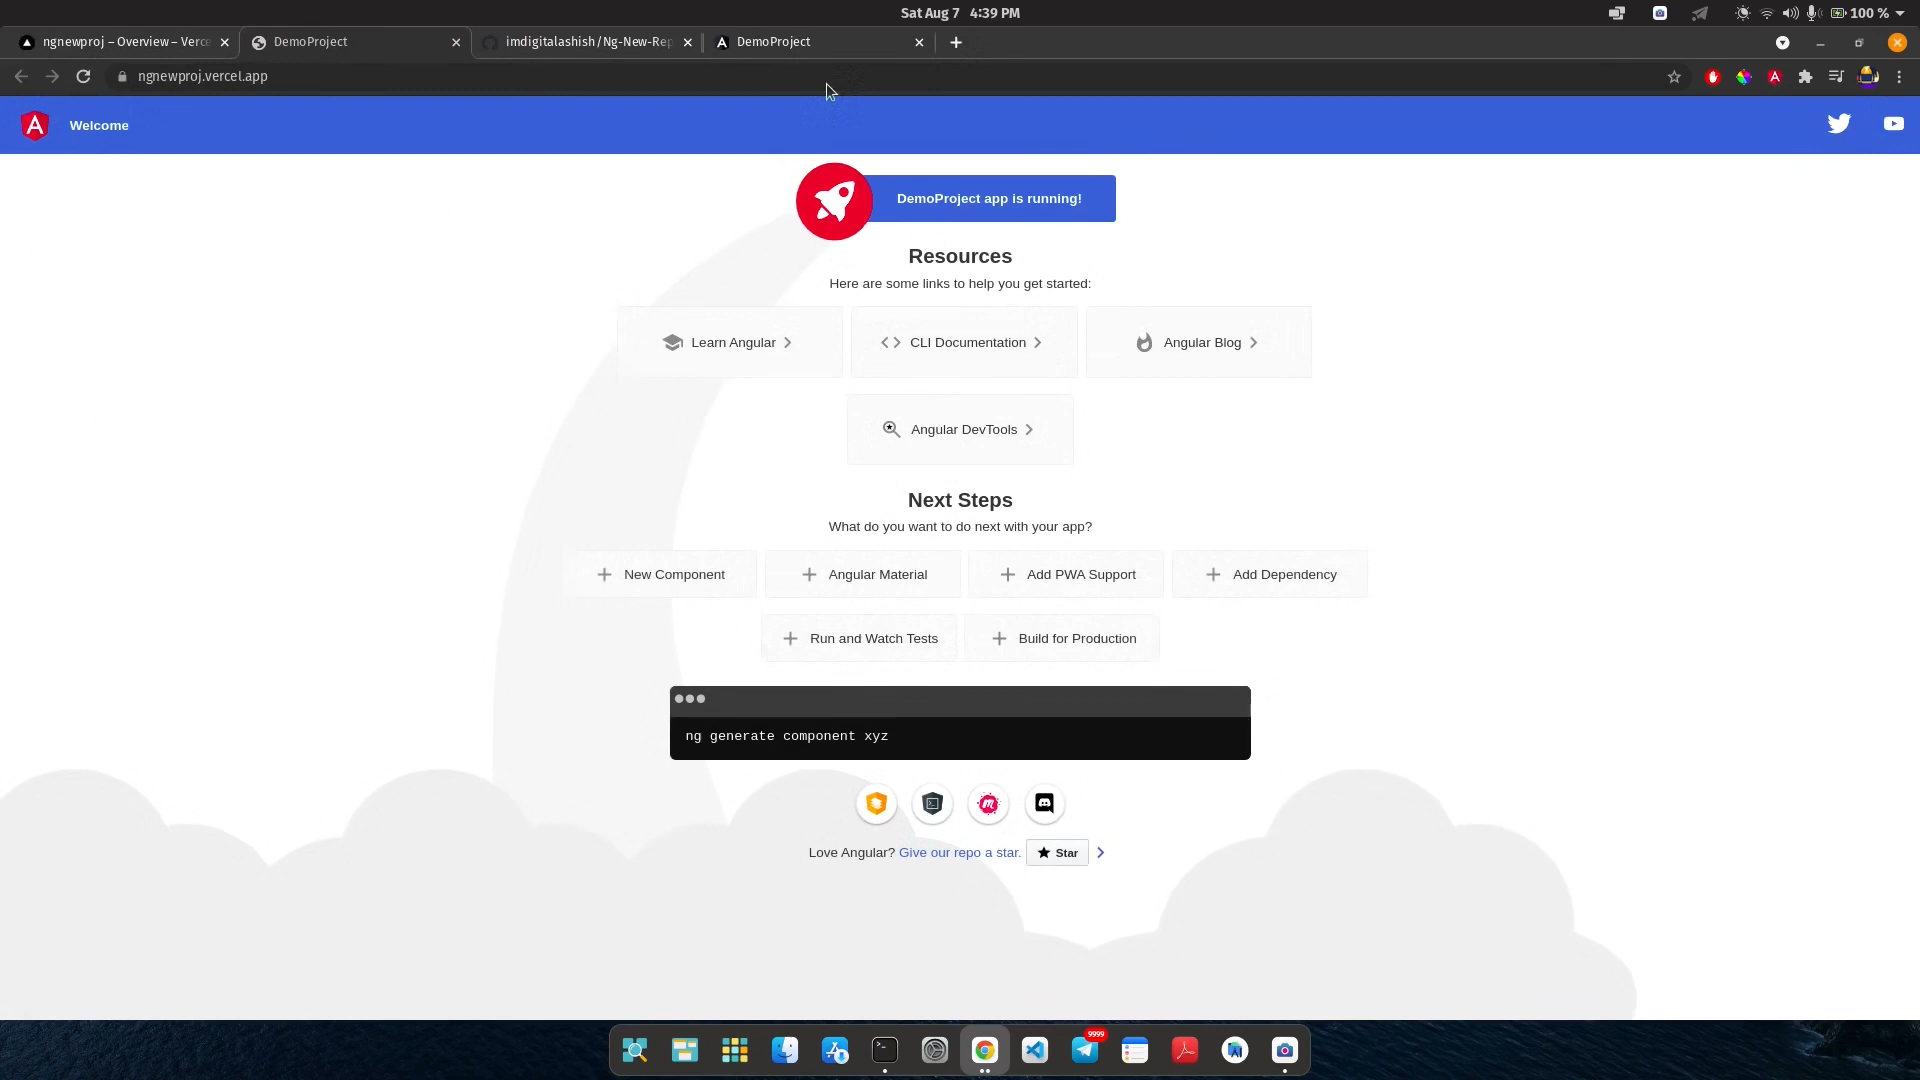 Sat Aug 7 4:39 PM
100 %
ngnewproj – Overview – Verce
DemoProject
imdigitalashish/Ng-New-Rep
DemoProject
ngnewproj.vercel.app
Welcome
DemoProject app is running!
Resources
Here are some links to help you get started:
Learn Angular
CLI Documentation
Angular Blog
Angular DevTools
Next Steps
What do you want to do next with your app?
New Component
Angular Material
Add PWA Support
Add Dependency
Run and Watch Tests
Build for Production
ng generate component xyz
Love Angular? Give our repo a star. Star
9999